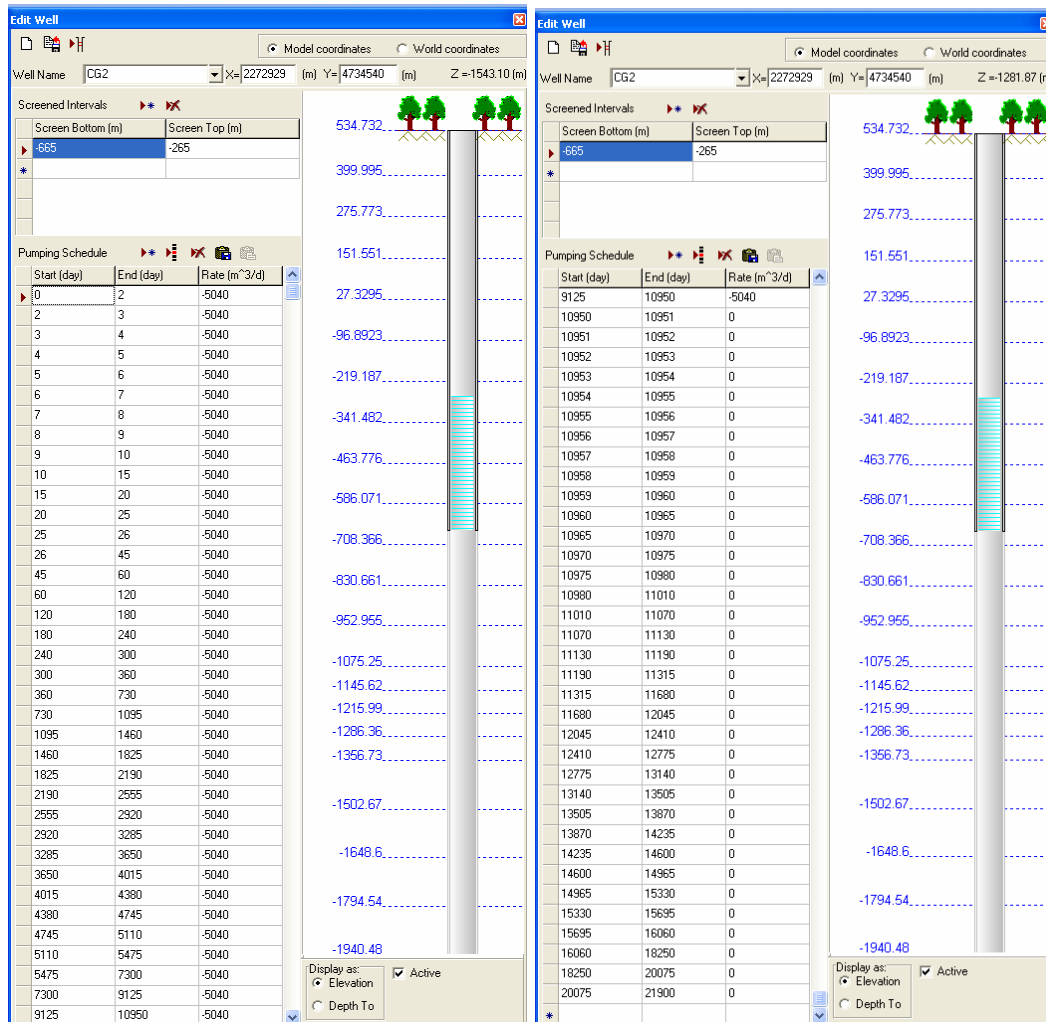 Edit Well
Model coordinates World coordinates
Well Name CG2 X= 2272929 (m) Y= 4734540 (m) Z =-1543.10 (m)
Screened Intervals
Screen Bottom (m) Screen Top (m)
-665 -265
Pumping Schedule
Start (day) End (day) Rate (m^3/d)
0 2 -5040
2 3 -5040
3 4 -5040
4 5 -5040
5 6 -5040
6 7 -5040
7 8 -5040
8 9 -5040
9 10 -5040
10 15 -5040
15 20 -5040
20 25 -5040
25 26 -5040
26 45 -5040
45 60 -5040
60 120 -5040
120 180 -5040
180 240 -5040
240 300 -5040
300 360 -5040
360 730 -5040
730 1095 -5040
1095 1460 -5040
1460 1825 -5040
1825 2190 -5040
2190 2555 -5040
2555 2920 -5040
2920 3285 -5040
3285 3650 -5040
3650 4015 -5040
4015 4380 -5040
4380 4745 -5040
4745 5110 -5040
5110 5475 -5040
5475 7300 -5040
7300 9125 -5040
9125 10950 -5040
534.732
399.995
275.773
151.551
27.3295
-96.8923
-219.187
-341.482
-463.776
-586.071
-708.366
-830.661
-952.955
-1075.25
-1145.62
-1215.99
-1286.36
-1356.73
-1502.67
-1648.6
-1794.54
-1940.48
Display as:
Elevation
Depth To
Active
Edit Well
Model coordinates World coordinates
Well Name CG2 X= 2272929 (m) Y= 4734540 (m) Z =-1281.87 (m
Screened Intervals
Screen Bottom (m) Screen Top (m)
-665 -265
Pumping Schedule
Start (day) End (day) Rate (m^3/d)
9125 10950 -5040
10950 10951 0
10951 10952 0
10952 10953 0
10953 10954 0
10954 10955 0
10955 10956 0
10956 10957 0
10957 10958 0
10958 10959 0
10959 10960 0
10960 10965 0
10965 10970 0
10970 10975 0
10975 10980 0
10980 11010 0
11010 11070 0
11070 11130 0
11130 11190 0
11190 11315 0
11315 11680 0
11680 12045 0
12045 12410 0
12410 12775 0
12775 13140 0
13140 13505 0
13505 13870 0
13870 14235 0
14235 14600 0
14600 14965 0
14965 15330 0
15330 15695 0
15695 16060 0
16060 18250 0
18250 20075 0
20075 21900 0
534.732
399.995
275.773
151.551
27.3295
-96.8923
-219.187
-341.482
-463.776
-586.071
-708.366
-830.661
-952.955
-1075.25
-1145.62
-1215.99
-1286.36
-1356.73
-1502.67
-1648.6
-1794.54
-1940.48
Display as:
Elevation
Depth To
Active